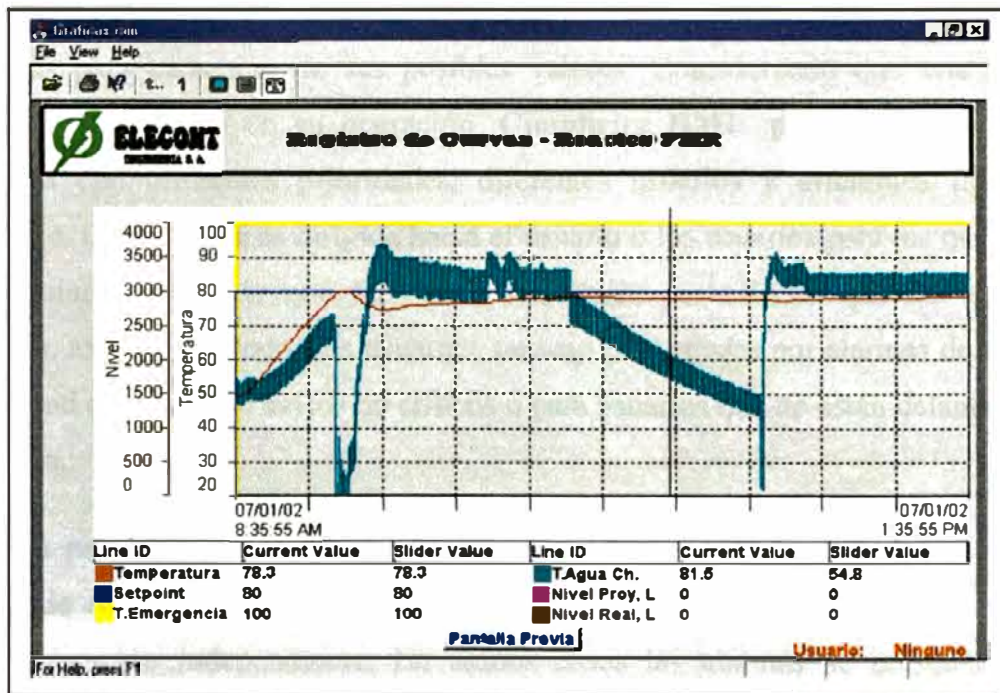 Graficas.con
File View Help
ELECONT
INGENIERIA S. A.
Registro de Curvas - Reactor
Nivel
4000
3500
3000
2500
2000
1500
1000
500
0
Temperatura
100
90
80
70
60
50
40
30
20
07/01/02
8.35:55 AM
07/01/02
1 35 55 PM
Line ID Current Value Slider Value Line ID Current Value Slider Value
Temperatura 78.3 78.3 T.Agua Ch. 81.5 54.8
Setpoint 80 80 Nivel Proy, L 0 0
T.Emergencia 100 100 Nivel Real, L 0 0
Pantalla Previa
Usuario: Ninguno
For Help, press F1